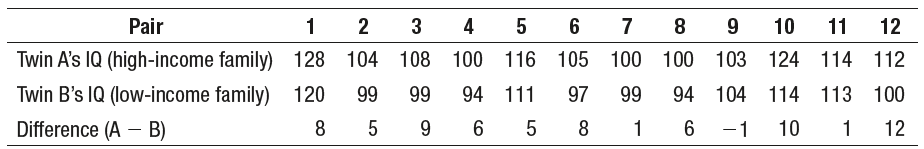 Pair 1 2 3 4 5 6 7 8 9 10 11 12
Twin A's IQ (high-income family) 128 104 108 100 116 105 100 100 103 124 114 112
Twin B's IQ (low-income family) 120 99 99 94 111 97 99 94 104 114 113 100
Difference (A − B) 8 5 9 6 5 8 1 6 −1 10 1 12